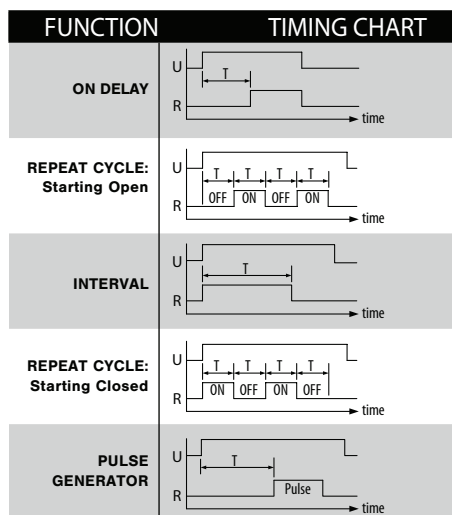 FUNCTION TIMING CHART
ON DELAY
U
T
R
time
REPEAT CYCLE:
Starting Open
U
T T T T
OFF ON OFF ON
R
time
INTERVAL
U
T
R
time
REPEAT CYCLE:
Starting Closed
U
T T T T
ON OFF ON OFF
R
time
PULSE
GENERATOR
U
T
Pulse
R
time